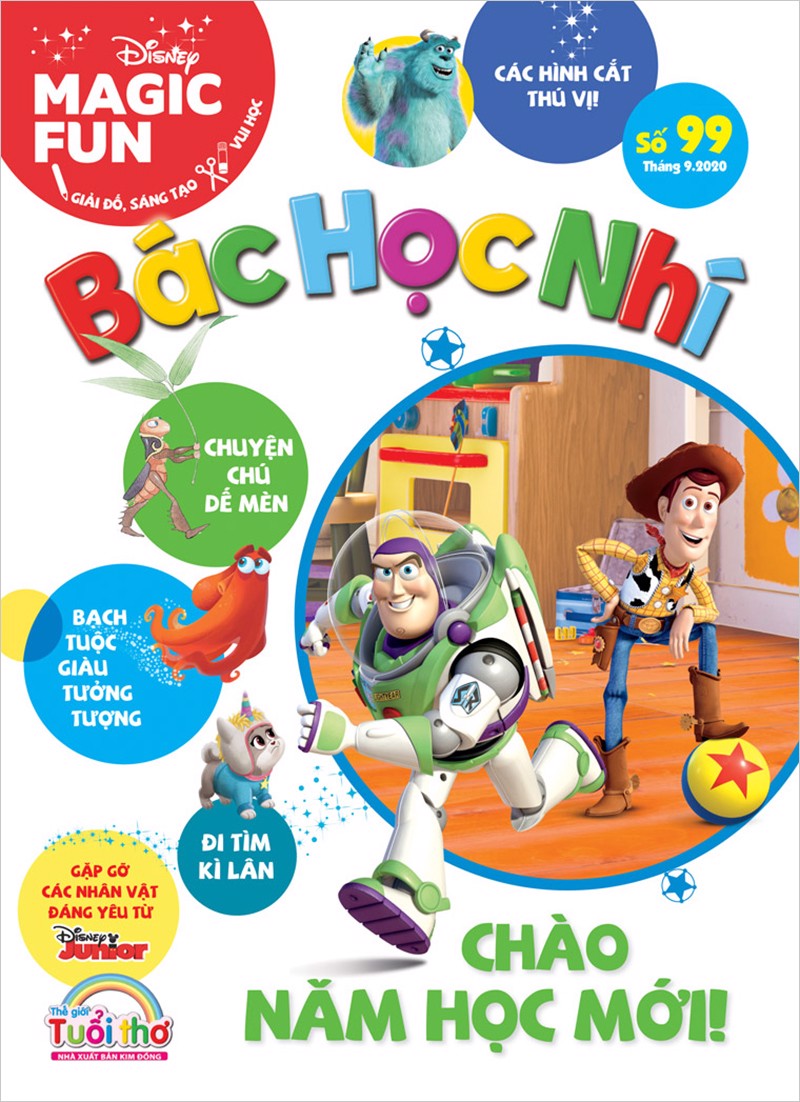 Disney
MAGIC
FUN
GIẢI ĐỐ, SÁNG TẠO
VUI HỌC
CÁC HÌNH CẮT
THÚ VỊ!
Số 99
Tháng 9.2020
Bác Học Nhí
CHUYỆN
CHÚ
DẾ MÈN
BẠCH
TUỘC
GIÀU
TƯỞNG
TƯỢNG
LIGHTYEAR
SR
ĐI TÌM
KÌ LÂN
GẶP GỠ
CÁC NHÂN VẬT
ĐÁNG YÊU TỪ
Disney
Junior
Thế giới
Tuổi thơ
NHÀ XUẤT BẢN KIM ĐỒNG
CHÀO
NĂM HỌC MỚI!